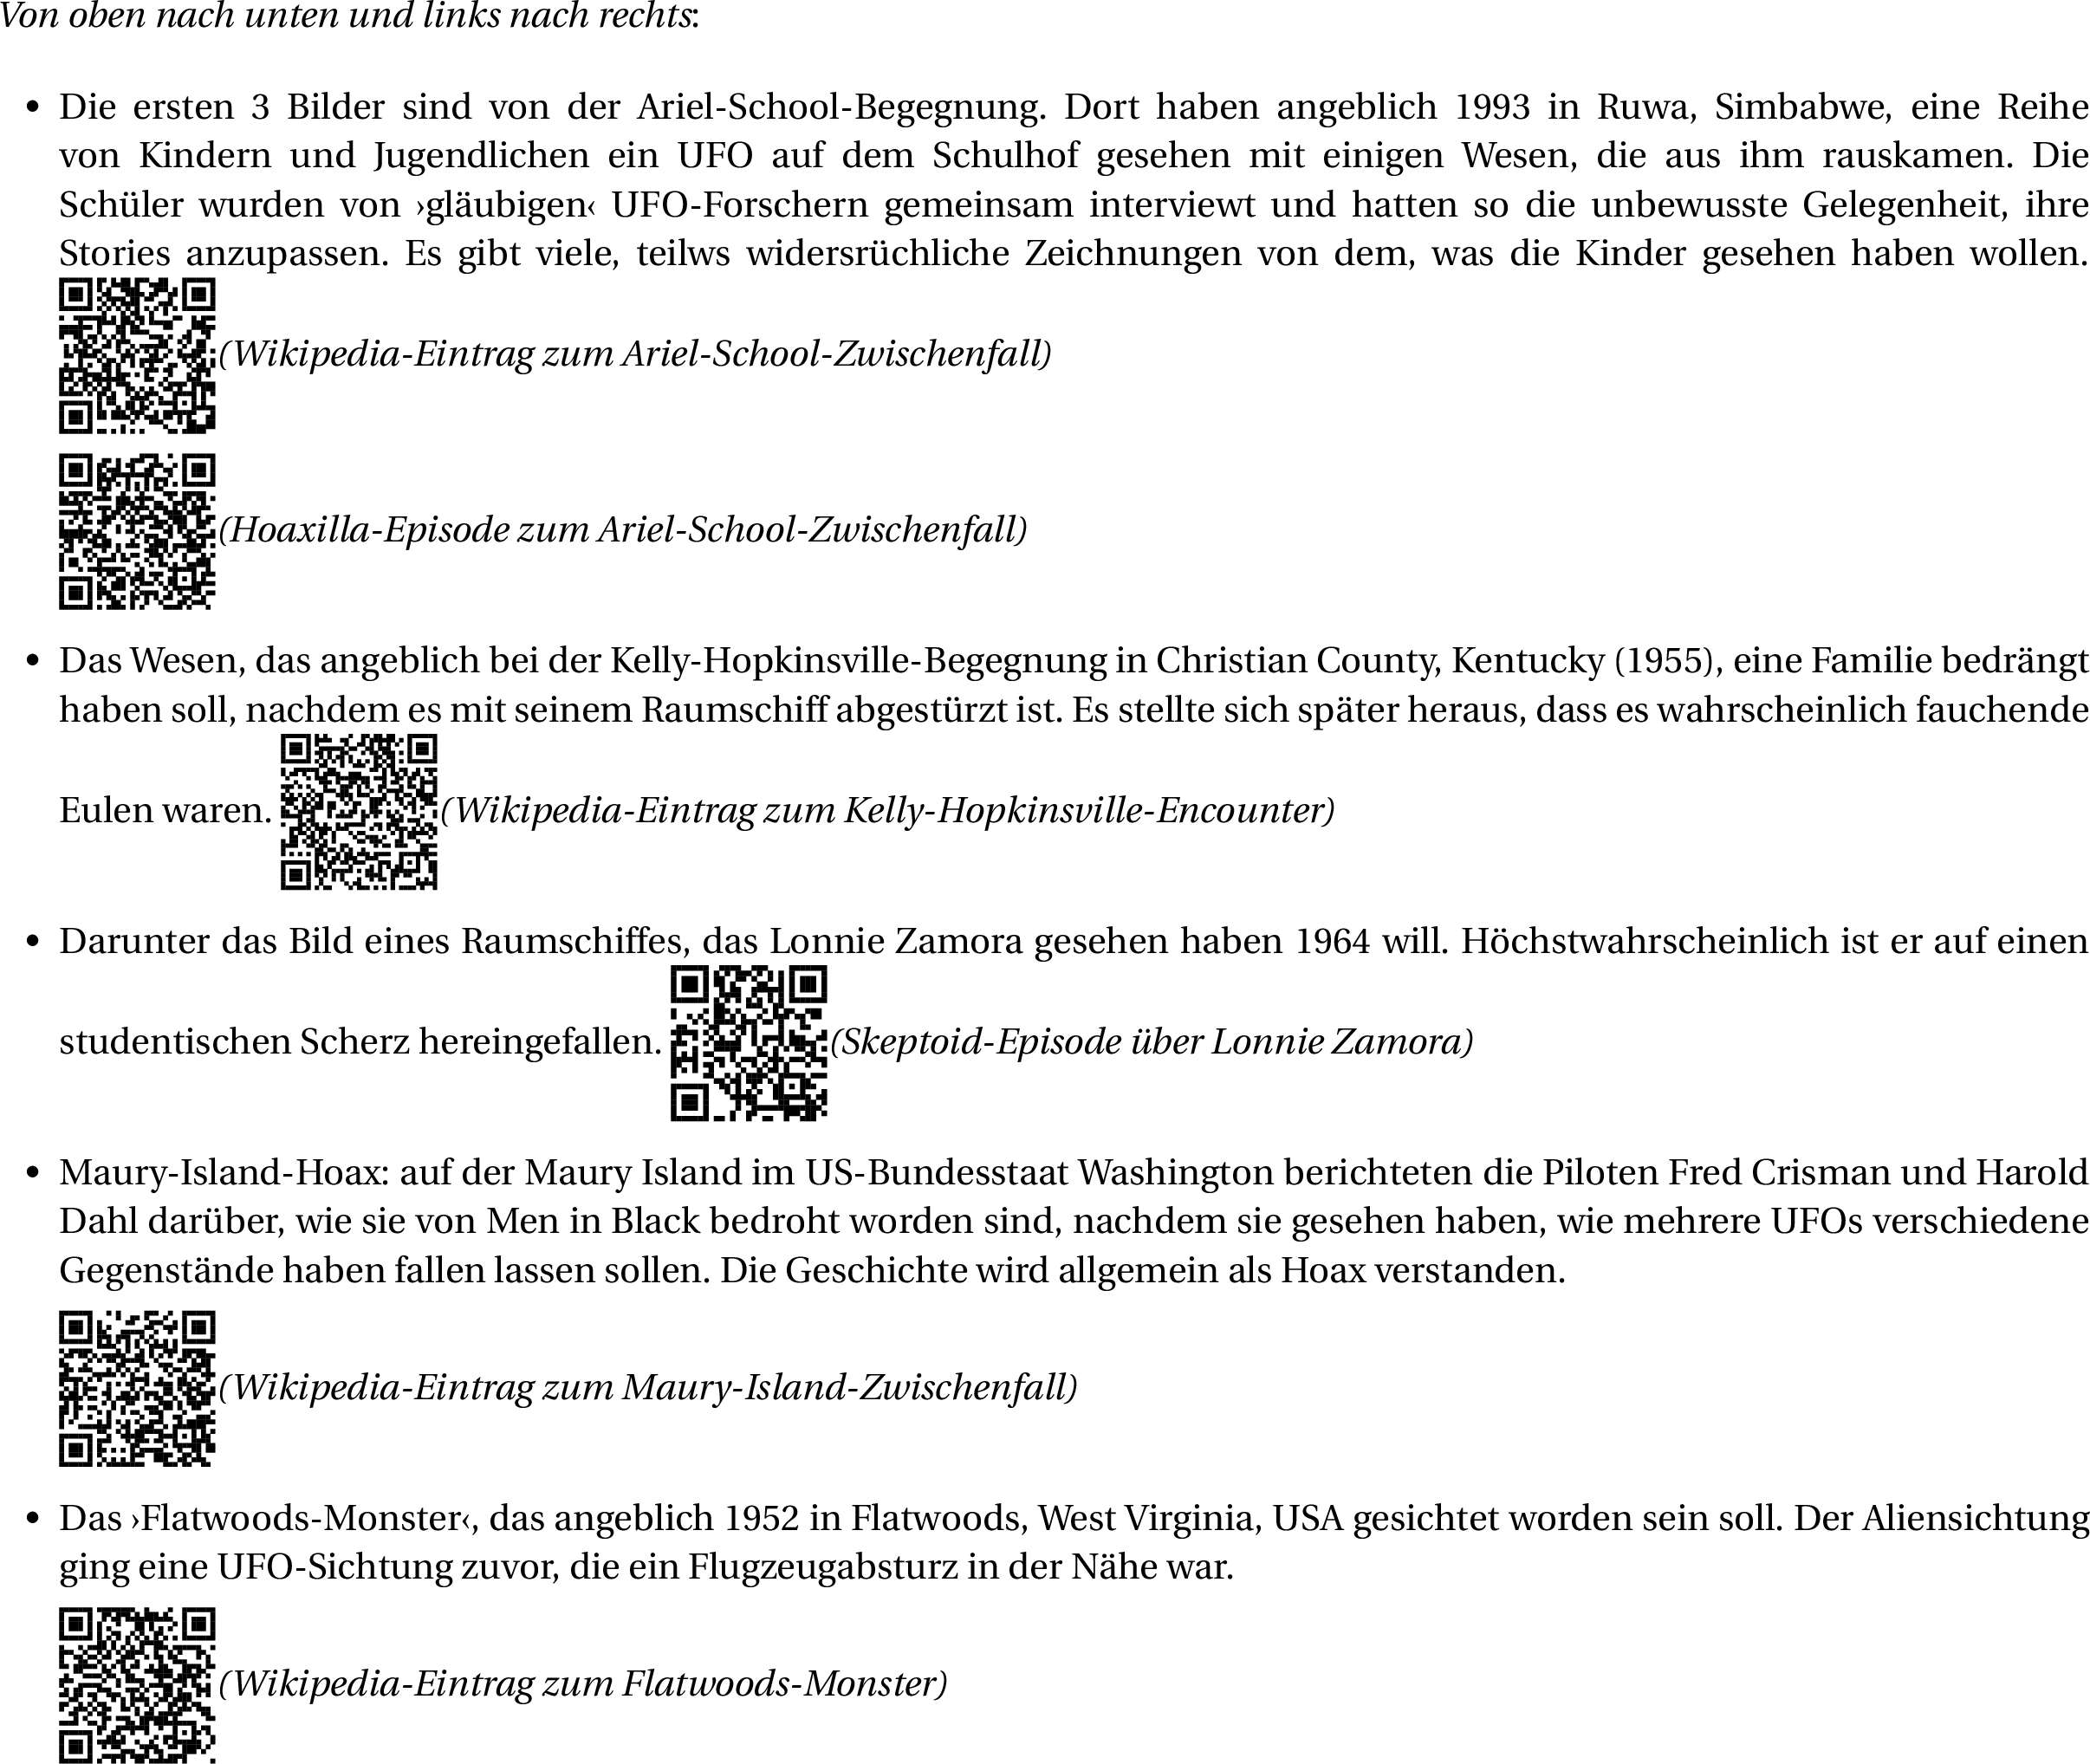 Von oben nach unten und links nach rechts:
• Die ersten 3 Bilder sind von der Ariel-School-Begegnung. Dort haben angeblich 1993 in Ruwa, Simbabwe, eine Reihe
von Kindern und Jugendlichen ein UFO auf dem Schulhof gesehen mit einigen Wesen, die aus ihm rauskamen. Die
Schüler wurden von ›gläubigen‹ UFO-Forschern gemeinsam interviewt und hatten so die unbewusste Gelegenheit, ihre
Stories anzupassen. Es gibt viele, teilws widersrüchliche Zeichnungen von dem, was die Kinder gesehen haben wollen.
(Wikipedia-Eintrag zum Ariel-School-Zwischenfall)
(Hoaxilla-Episode zum Ariel-School-Zwischenfall)
• Das Wesen, das angeblich bei der Kelly-Hopkinsville-Begegnung in Christian County, Kentucky (1955), eine Familie bedrängt
haben soll, nachdem es mit seinem Raumschiff abgestürzt ist. Es stellte sich später heraus, dass es wahrscheinlich fauchende
Eulen waren. (Wikipedia-Eintrag zum Kelly-Hopkinsville-Encounter)
• Darunter das Bild eines Raumschiffes, das Lonnie Zamora gesehen haben 1964 will. Höchstwahrscheinlich ist er auf einen
studentischen Scherz hereingefallen. (Skeptoid-Episode über Lonnie Zamora)
• Maury-Island-Hoax: auf der Maury Island im US-Bundesstaat Washington berichteten die Piloten Fred Crisman und Harold
Dahl darüber, wie sie von Men in Black bedroht worden sind, nachdem sie gesehen haben, wie mehrere UFOs verschiedene
Gegenstände haben fallen lassen sollen. Die Geschichte wird allgemein als Hoax verstanden.
(Wikipedia-Eintrag zum Maury-Island-Zwischenfall)
• Das ›Flatwoods-Monster‹, das angeblich 1952 in Flatwoods, West Virginia, USA gesichtet worden sein soll. Der Aliensichtung
ging eine UFO-Sichtung zuvor, die ein Flugzeugabsturz in der Nähe war.
(Wikipedia-Eintrag zum Flatwoods-Monster)